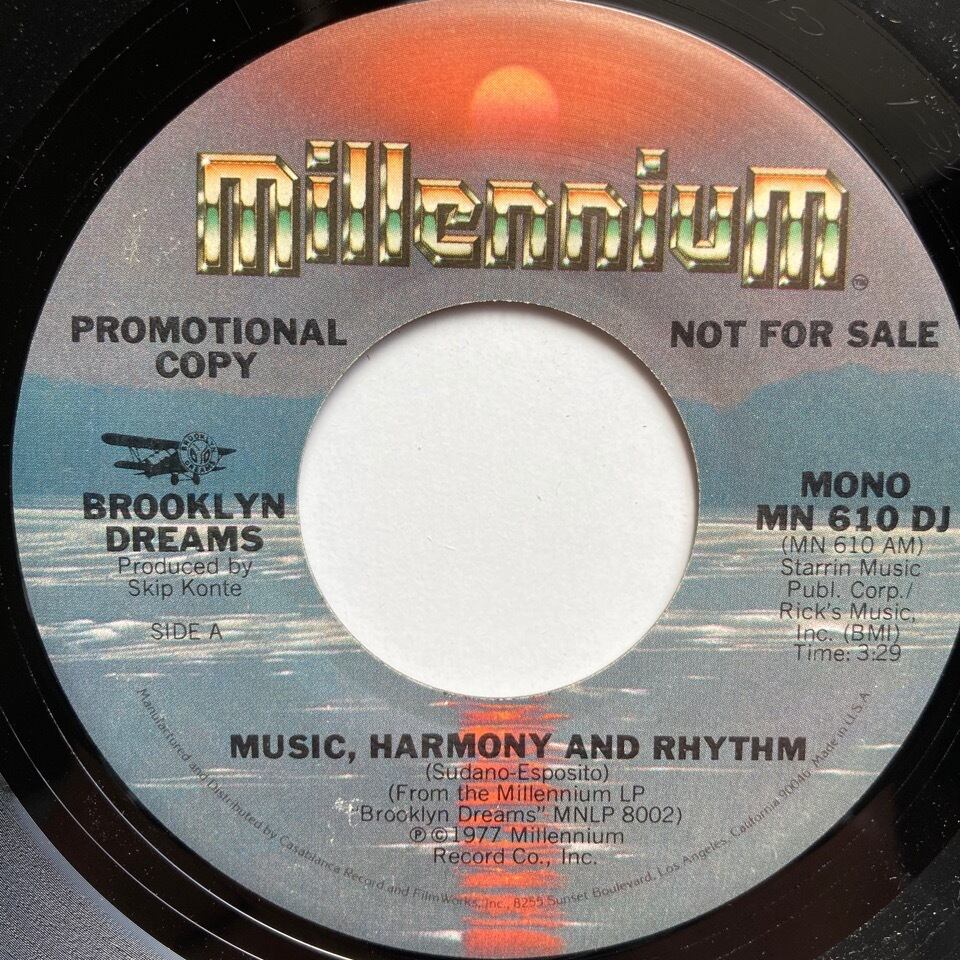 millennium
TM
PROMOTIONAL
COPY
NOT FOR SALE
BROOKLYN
DREAMS
BROOKLYN
DREAMS
Produced by
Skip Konte
SIDE A
MONO
MN 610 DJ
(MN 610 AM)
Starrin Music
Publ. Corp./
Rick's Music,
Inc. (BMI)
Time: 3:29
MUSIC, HARMONY AND RHYTHM
(Sudano-Esposito)
(From the Millennium LP
"Brooklyn Dreams" MNLP 8002)
℗ © 1977 Millennium
Record Co., Inc.
Manufactured and Distributed by Casablanca Record and FilmWorks, Inc., 8255 Sunset Boulevard, Los Angeles, California 90046 Made in U.S.A